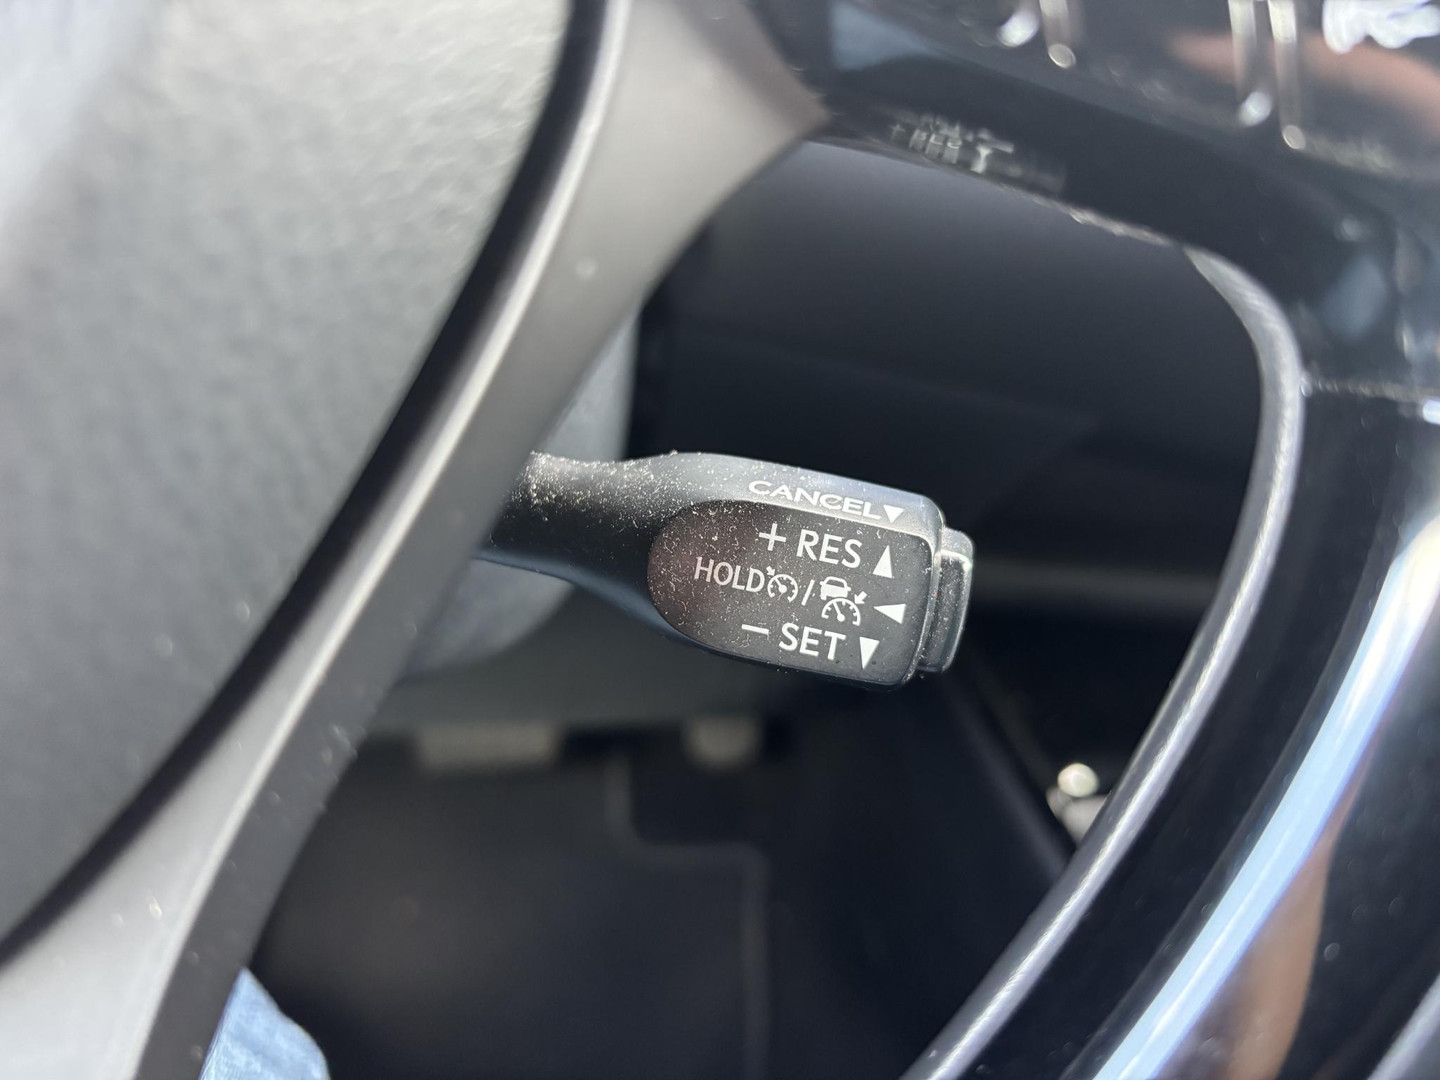 CANCEL▼
+ RES ▲
HOLD / ◀
− SET ▼